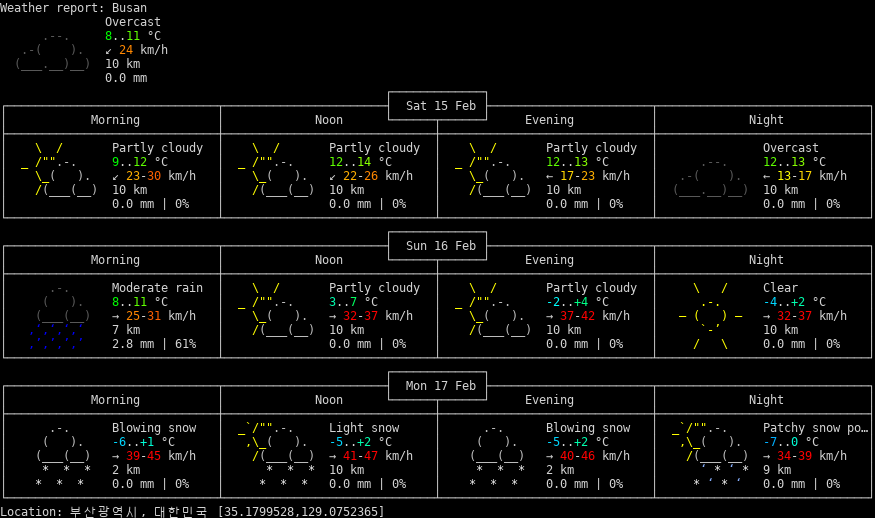 Weather report: Busan
Overcast
8..11 °C
↙ 24 km/h
10 km
0.0 mm
Sat 15 Feb
Morning Noon Evening Night
Partly cloudy Partly cloudy Partly cloudy Overcast
9..12 °C 12..14 °C 12..13 °C 12..13 °C
↙ 23-30 km/h ↙ 22-26 km/h ← 17-23 km/h ← 13-17 km/h
10 km 10 km 10 km 10 km
0.0 mm | 0% 0.0 mm | 0% 0.0 mm | 0% 0.0 mm | 0%
Sun 16 Feb
Morning Noon Evening Night
Moderate rain Partly cloudy Partly cloudy Clear
8..11 °C 3..7 °C -2..+4 °C -4..+2 °C
→ 25-31 km/h → 32-37 km/h → 37-42 km/h → 32-37 km/h
7 km 10 km 10 km 10 km
2.8 mm | 61% 0.0 mm | 0% 0.0 mm | 0% 0.0 mm | 0%
Mon 17 Feb
Morning Noon Evening Night
Blowing snow Light snow Blowing snow Patchy snow po…
-6..+1 °C -5..+2 °C -5..+2 °C -7..0 °C
→ 39-45 km/h → 41-47 km/h → 40-46 km/h → 34-39 km/h
2 km 10 km 2 km 9 km
0.0 mm | 0% 0.0 mm | 0% 0.0 mm | 0% 0.0 mm | 0%
Location: 부산광역시, 대한민국 [35.1799528,129.0752365]